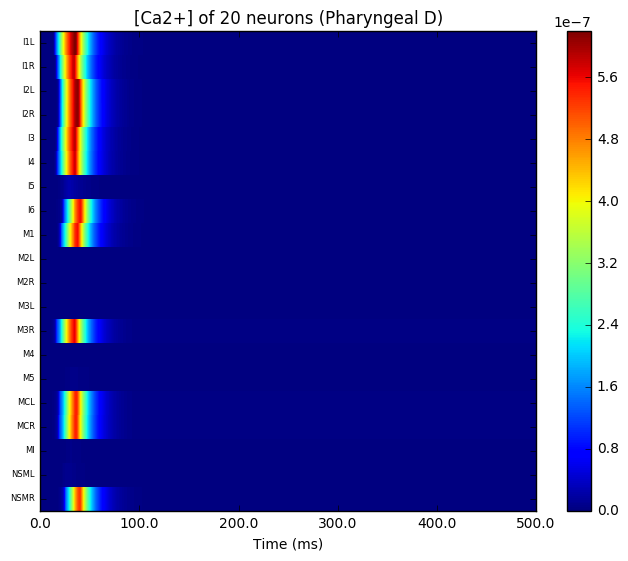 [Ca2+] of 20 neurons (Pharyngeal D)
1e−7
I1L
I1R
I2L
I2R
I3
I4
I5
I6
M1
M2L
M2R
M3L
M3R
M4
M5
MCL
MCR
MI
NSML
NSMR
5.6
4.8
4.0
3.2
2.4
1.6
0.8
0.0
0.0 100.0 200.0 300.0 400.0 500.0
Time (ms)